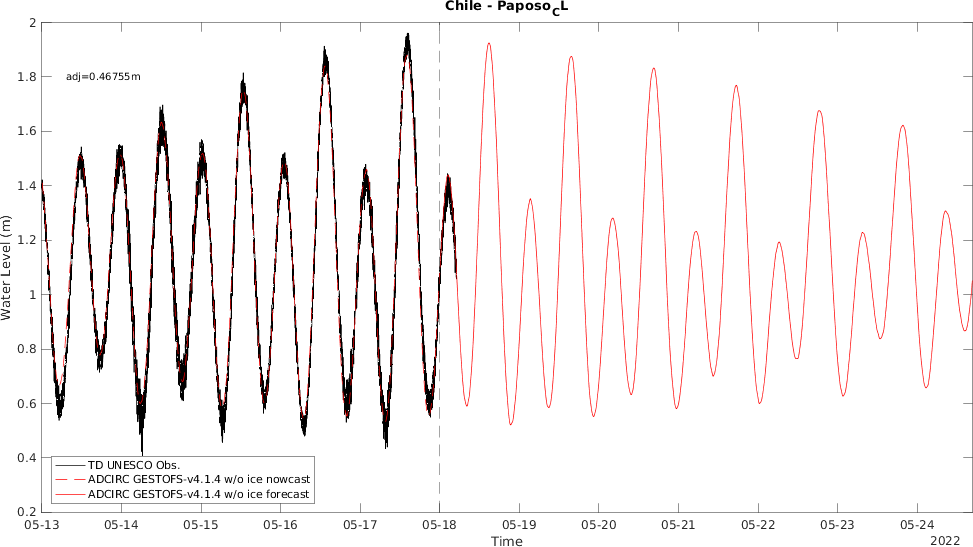 Chile - Paposo_CL
2
1.8
1.6
1.4
1.2
1
0.8
0.6
0.4
0.2
Water Level (m)
adj=0.46755m
TD UNESCO Obs.
ADCIRC GESTOFS-v4.1.4 w/o ice nowcast
ADCIRC GESTOFS-v4.1.4 w/o ice forecast
05-13 05-14 05-15 05-16 05-17 05-18 05-19 05-20 05-21 05-22 05-23 05-24
Time
2022